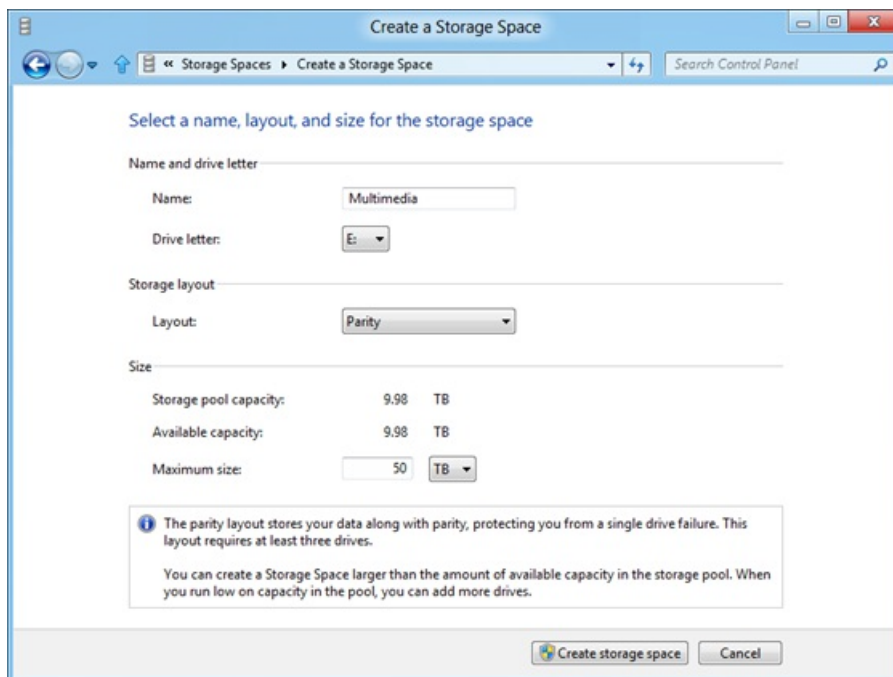 Create a Storage Space
« Storage Spaces ▸ Create a Storage Space
Search Control Panel
Select a name, layout, and size for the storage space
Name and drive letter
Name: Multimedia
Drive letter: E:
Storage layout
Layout: Parity
Size
Storage pool capacity: 9.98 TB
Available capacity: 9.98 TB
Maximum size: 50 TB
The parity layout stores your data along with parity, protecting you from a single drive failure. This
layout requires at least three drives.
You can create a Storage Space larger than the amount of available capacity in the storage pool. When
you run low on capacity in the pool, you can add more drives.
Create storage space Cancel